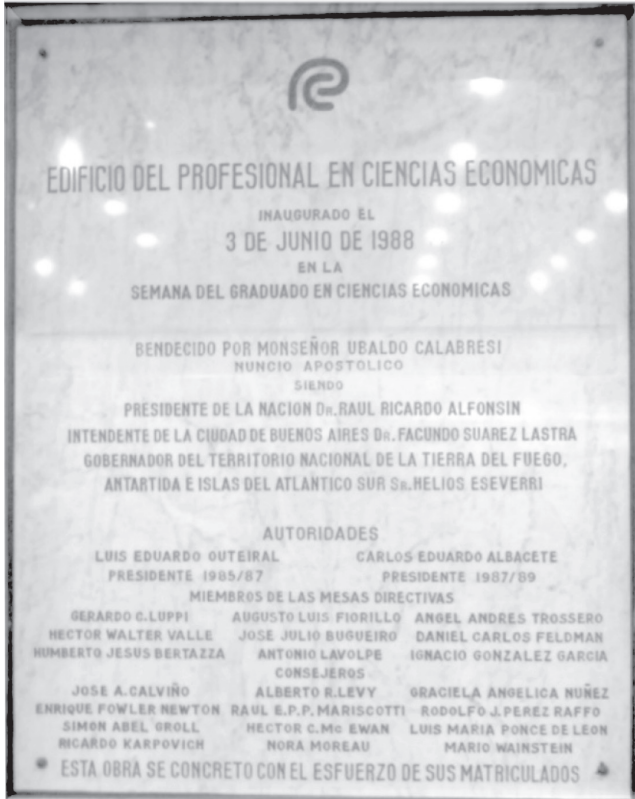 EDIFICIO DEL PROFESIONAL EN CIENCIAS ECONOMICAS
INAUGURADO EL
3 DE JUNIO DE 1988
EN LA
SEMANA DEL GRADUADO EN CIENCIAS ECONOMICAS
BENDECIDO POR MONSEÑOR UBALDO CALABRESI
NUNCIO APOSTOLICO
SIENDO
PRESIDENTE DE LA NACION DR. RAUL RICARDO ALFONSIN
INTENDENTE DE LA CIUDAD DE BUENOS AIRES DR. FACUNDO SUAREZ LASTRA
GOBERNADOR DEL TERRITORIO NACIONAL DE LA TIERRA DEL FUEGO,
ANTARTIDA E ISLAS DEL ATLANTICO SUR SR. HELIOS ESEVERRI
AUTORIDADES
LUIS EDUARDO OUTEIRAL CARLOS EDUARDO ALBACETE
PRESIDENTE 1985/87 PRESIDENTE 1987/89
MIEMBROS DE LAS MESAS DIRECTIVAS
GERARDO C. LUPPI AUGUSTO LUIS FIORILLO ANGEL ANDRES TROSSERO
HECTOR WALTER VALLE JOSE JULIO BUGUEIRO DANIEL CARLOS FELDMAN
HUMBERTO JESUS BERTAZZA ANTONIO LAVOLPE IGNACIO GONZALEZ GARCIA
CONSEJEROS
JOSE A. CALVIÑO ALBERTO R. LEVY GRACIELA ANGELICA NUÑEZ
ENRIQUE FOWLER NEWTON RAUL E.P.P. MARISCOTTI RODOLFO J. PEREZ RAFFO
SIMON ABEL GROLL HECTOR C. Mc EWAN LUIS MARIA PONCE DE LEON
RICARDO KARPOVICH NORA MOREAU MARIO WAINSTEIN
ESTA OBRA SE CONCRETO CON EL ESFUERZO DE SUS MATRICULADOS